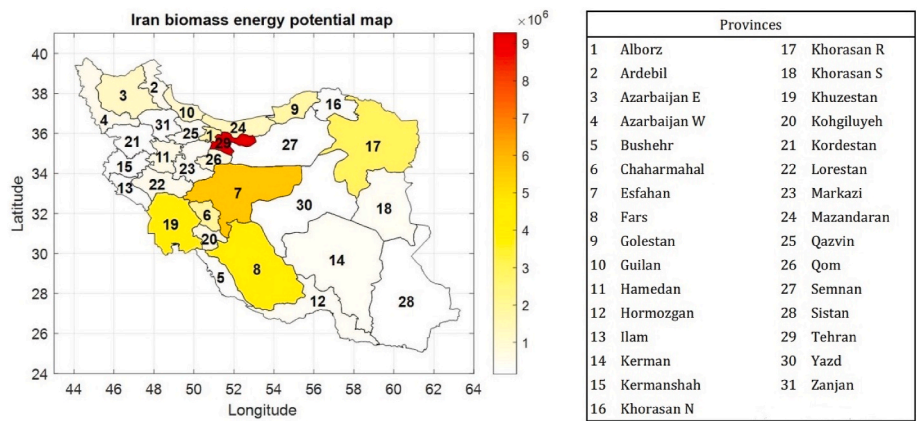 Iran biomass energy potential map
×10⁶
40
38
36
34
32
30
28
26
24
Latitude
44 46 48 50 52 54 56 58 60 62 64
Longitude
9
8
7
6
5
4
3
2
1
3
2
4
31
10
25
1
29
24
9
16
17
27
21
11
26
23
15
13
22
7
30
18
19
6
20
8
14
5
12
28
Provinces
1 Alborz 17 Khorasan R
2 Ardebil 18 Khorasan S
3 Azarbaijan E 19 Khuzestan
4 Azarbaijan W 20 Kohgiluyeh
5 Bushehr 21 Kordestan
6 Chaharmahal 22 Lorestan
7 Esfahan 23 Markazi
8 Fars 24 Mazandaran
9 Golestan 25 Qazvin
10 Guilan 26 Qom
11 Hamedan 27 Semnan
12 Hormozgan 28 Sistan
13 Ilam 29 Tehran
14 Kerman 30 Yazd
15 Kermanshah 31 Zanjan
16 Khorasan N